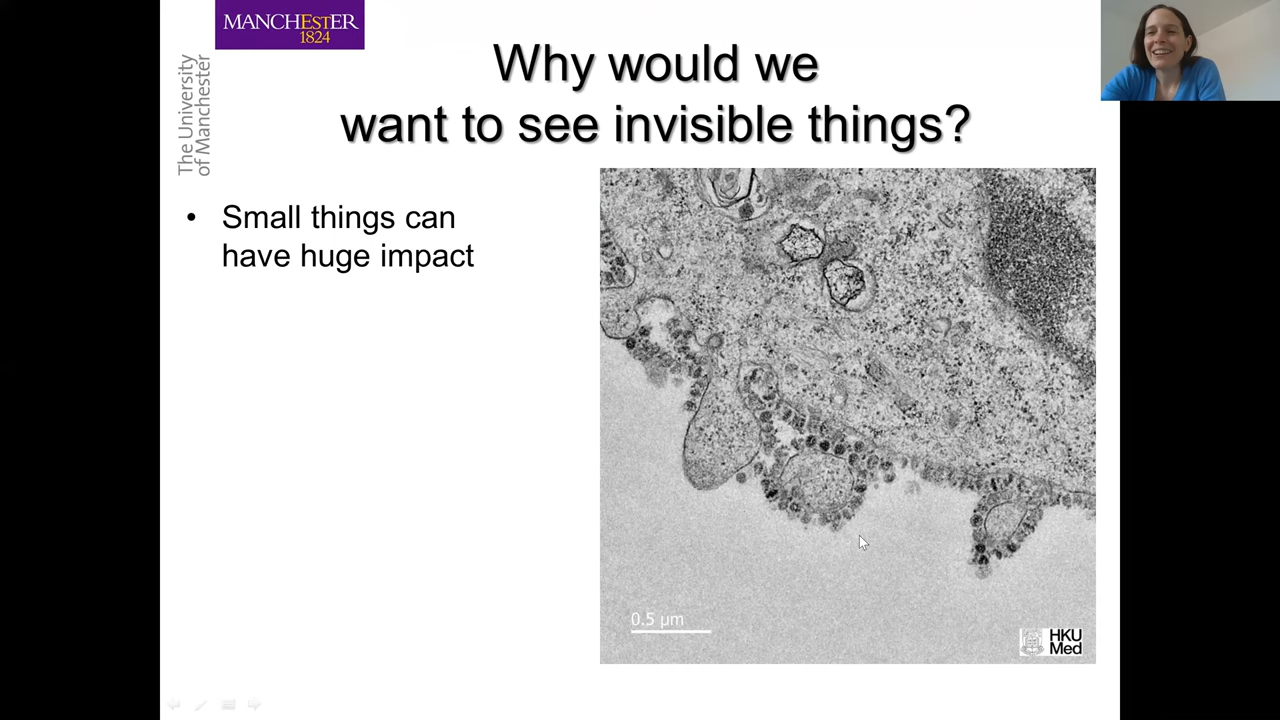 MANCHESTER
1824
The University
of Manchester
Why would we
want to see invisible things?
• Small things can
have huge impact
0.5 µm
HKU
Med